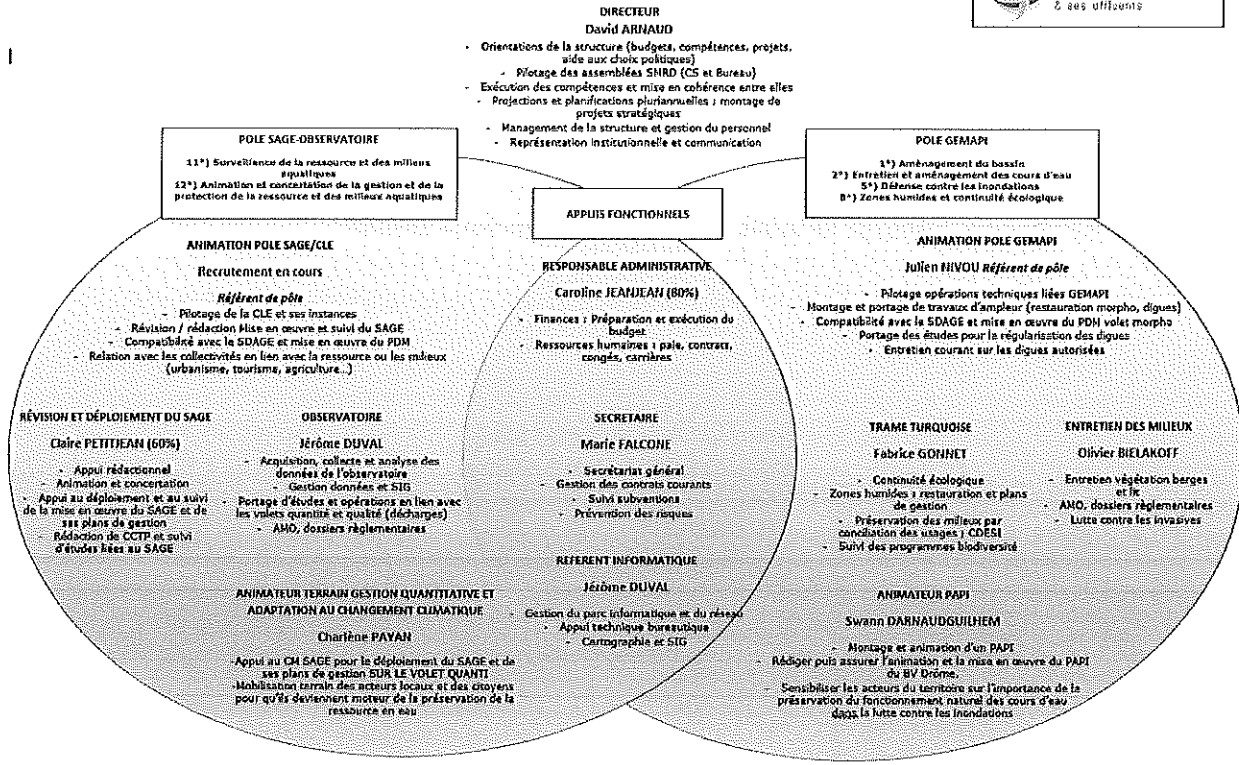 & ses affluents
DIRECTEUR
David ARNAUD
- Orientations de la structure (budgets, compétences, projets,
aide aux choix politiques)
- Pilotage des assemblées SMRD (CS et Bureau)
- Exécution des compétences et mise en cohérence entre elles
- Projections et planifications pluriannuelles ; montage de
projets stratégiques
- Management de la structure et gestion du personnel
- Représentation institutionnelle et communication
POLE SAGE-OBSERVATOIRE
11°) Surveillance de la ressource et des milieux
aquatiques
12°) Animation et concertation de la gestion et de la
protection de la ressource et des milieux aquatiques
APPUIS FONCTIONNELS
POLE GEMAPI
1°) Aménagement du bassin
2°) Entretien et aménagement des cours d'eau
5°) Défense contre les inondations
8°) Zones humides et continuité écologique
ANIMATION POLE SAGE/CLE
Recrutement en cours
Référent de pôle
- Pilotage de la CLE et ses instances
- Révision / rédaction Mise en œuvre et suivi du SAGE
- Compatibilité avec le SDAGE et mise en œuvre du PDM
- Relation avec les collectivités en lien avec la ressource ou les milieux
(urbanisme, tourisme, agriculture...)
RESPONSABLE ADMINISTRATIVE
Caroline JEANJEAN (80%)
- Finances : Préparation et exécution du
budget
- Ressources humaines : paie, contrats,
congés, carrières
ANIMATION POLE GEMAPI
Julien NIVOU Référent de pôle
- Pilotage opérations techniques liées GEMAPI
- Montage et portage de travaux d'ampleur (restauration morpho, digues)
- Compatibilité avec le SDAGE et mise en œuvre du PDM volet morpho
- Portage des études pour la régularisation des digues
- Entretien courant sur les digues autorisées
RÉVISION ET DÉPLOIEMENT DU SAGE
Claire PETITJEAN (60%)
- Appui rédactionnel
- Animation et concertation
- Appui au déploiement et au suivi
de la mise en œuvre du SAGE et de
ses plans de gestion
- Rédaction de CCTP et suivi
d'études liées au SAGE
OBSERVATOIRE
Jérôme DUVAL
- Acquisition, collecte et analyse des
données de l'observatoire
- Gestion données et SIG
- Portage d'études et opérations en lien avec
les volets quantité et qualité (décharges)
- AMO, dossiers règlementaires
SECRETAIRE
Marie FALCONE
- Secrétariat général
- Gestion des contrats courants
- Suivi subventions
- Prévention des risques
TRAME TURQUOISE
Fabrice GONNET
- Continuité écologique
- Zones humides : restauration et plans
de gestion
- Préservation des milieux par
conciliation des usages ; CDESI
- Suivi des programmes biodiversité
ENTRETIEN DES MILIEUX
Olivier BIELAKOFF
Entretien végétation berges
et lit
- AMO, dossiers règlementaires
- Lutte contre les invasives
REFERENT INFORMATIQUE
Jérôme DUVAL
- Gestion du parc informatique et du réseau
- Appui technique bureautique
- Cartographie et SIG
ANIMATEUR TERRAIN GESTION QUANTITATIVE ET
ADAPTATION AU CHANGEMENT CLIMATIQUE
Charlène PAYAN
-Appui au CM SAGE pour le déploiement du SAGE et de
ses plans de gestion SUR LE VOLET QUANTI
-Mobilisation terrain des acteurs locaux et des citoyens
pour qu'ils deviennent moteur de la préservation de la
ressource en eau
ANIMATEUR PAPI
Swann DARNAUDGUILHEM
- Montage et animation d'un PAPI
- Rédiger puis assurer l'animation et la mise en œuvre du PAPI
du BV Drôme.
- Sensibiliser les acteurs du territoire sur l'importance de la
préservation du fonctionnement naturel des cours d'eau
dans la lutte contre les inondations